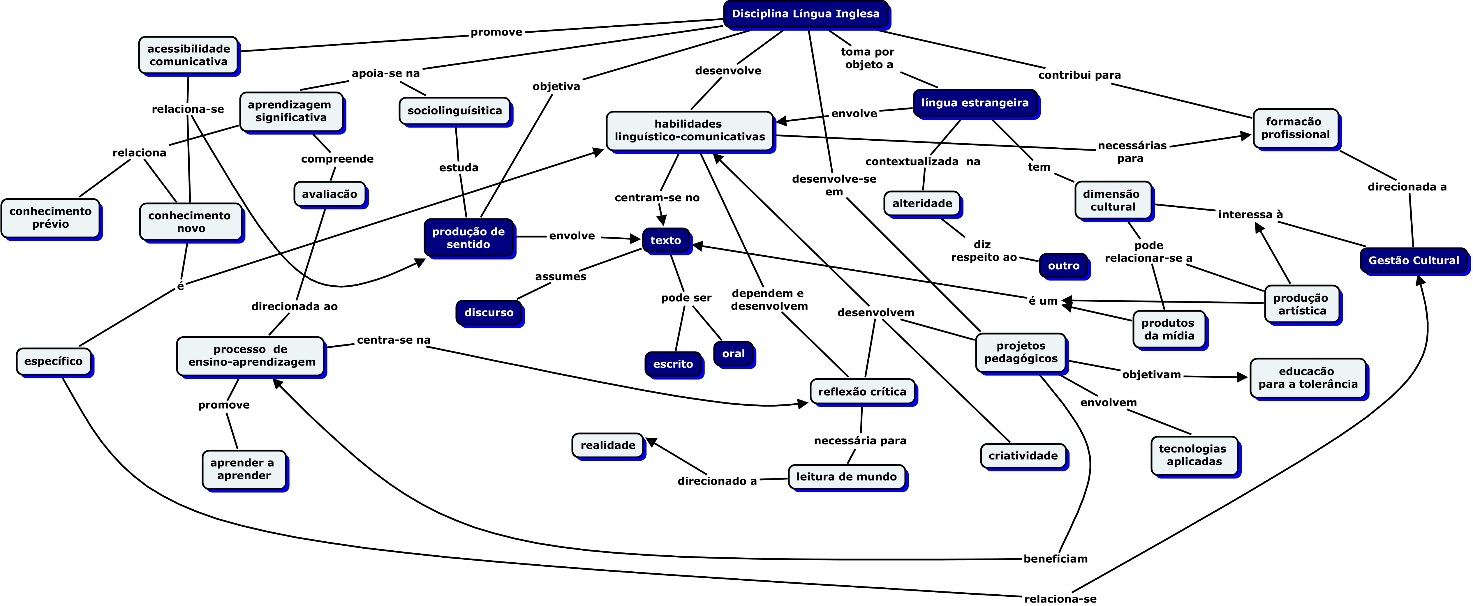 Disciplina Língua Inglesa
promove
acessibilidade
comunicativa
toma por
objeto a
apoia-se na
desenvolve
contribui para
objetiva
relaciona-se
aprendizagem
significativa
sociolinguísitica
língua estrangeira
envolve
habilidades
linguístico-comunicativas
formacão
profissional
relaciona
compreende
estuda
necessárias
para
contextualizada na
tem
desenvolve-se
em
direcionada a
avaliacão
centram-se no
alteridade
dimensão
cultural
conhecimento
prévio
conhecimento
novo
interessa à
produção de
sentido
envolve
texto
diz
respeito ao
pode
relacionar-se a
outro
Gestão Cultural
assumes
é
pode ser
dependem e
desenvolvem
é um
produção
artística
direcionada ao
discurso
desenvolvem
produtos
da mídia
específico
processo de
ensino-aprendizagem
centra-se na
escrito
oral
projetos
pedagógicos
objetivam
educacão
para a tolerância
promove
reflexão crítica
envolvem
realidade
necessária para
criatividade
tecnologias
aplicadas
aprender a
aprender
direcionado a
leitura de mundo
beneficiam
relaciona-se